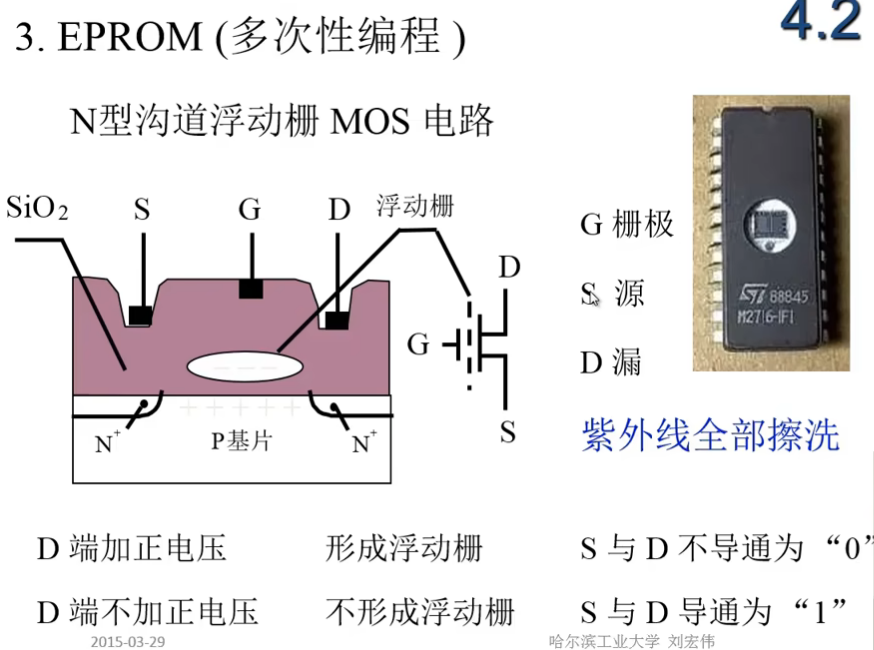 4.2
3. EPROM (多次性编程 )
N型沟道浮动栅 MOS 电路
SiO2 S G D 浮动栅
G 栅极
D
S 源
G
D 漏
S
N+ P基片 N+
紫外线全部擦洗
88845
M2716-1F1
D 端加正电压 形成浮动栅 S 与 D 不导通为 “0”
D 端不加正电压 不形成浮动栅 S 与 D 导通为 “1”
2015-03-29 哈尔滨工业大学 刘宏伟